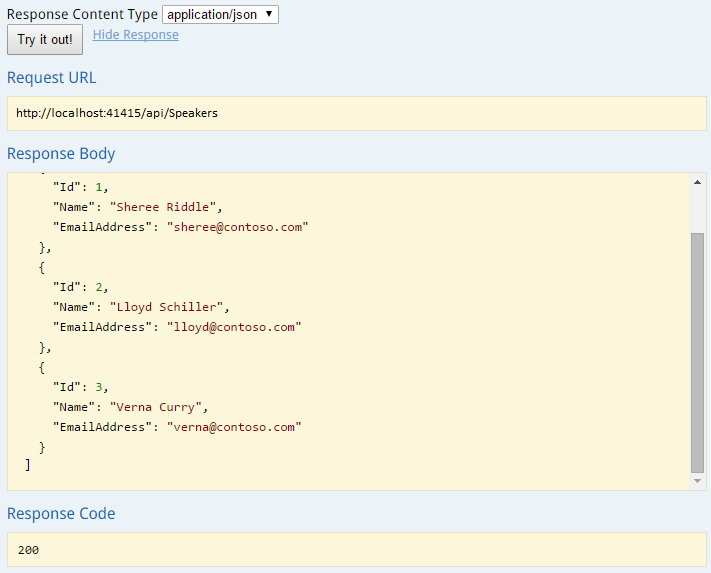 Response Content Type application/json
Try it out! Hide Response
Request URL
http://localhost:41415/api/Speakers
Response Body
"Id": 1,
"Name": "Sheree Riddle",
"EmailAddress": "sheree@contoso.com"
},
{
"Id": 2,
"Name": "Lloyd Schiller",
"EmailAddress": "lloyd@contoso.com"
},
{
"Id": 3,
"Name": "Verna Curry",
"EmailAddress": "verna@contoso.com"
}
]
Response Code
200